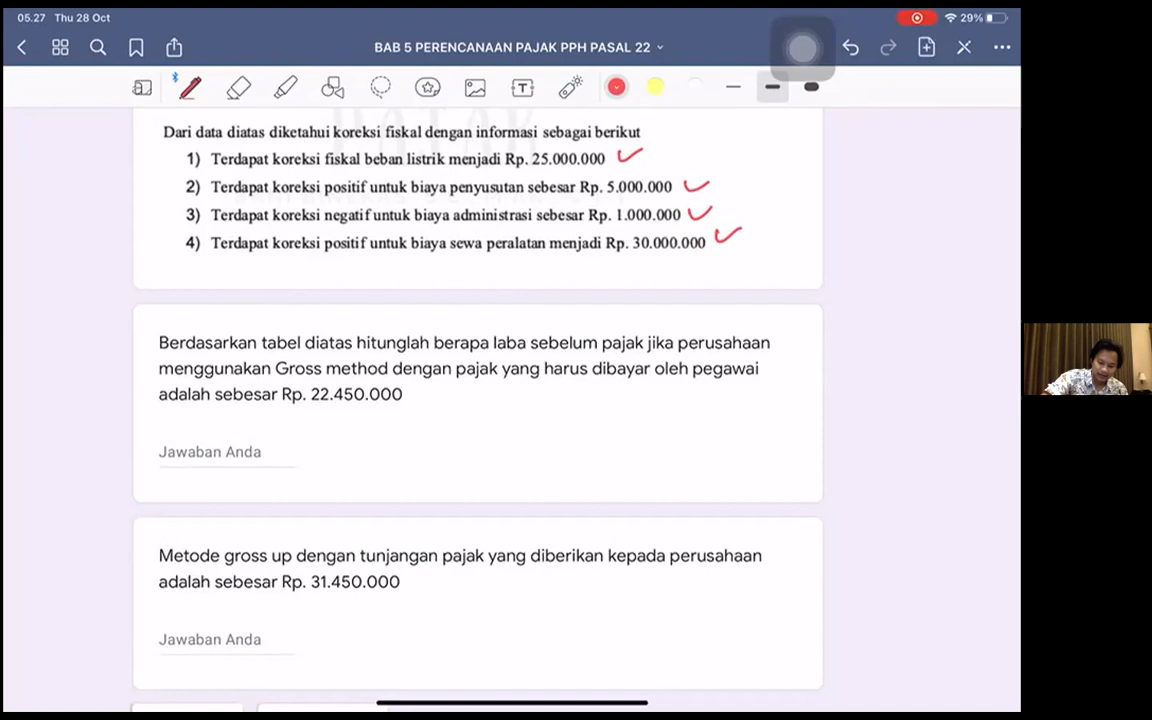 05.27 Thu 28 Oct
29%
BAB 5 PERENCANAAN PAJAK PPH PASAL 22
T
Dari data diatas diketahui koreksi fiskal dengan informasi sebagai berikut
1) Terdapat koreksi fiskal beban listrik menjadi Rp. 25.000.000
2) Terdapat koreksi positif untuk biaya penyusutan sebesar Rp. 5.000.000
3) Terdapat koreksi negatif untuk biaya administrasi sebesar Rp. 1.000.000
4) Terdapat koreksi positif untuk biaya sewa peralatan menjadi Rp. 30.000.000
Berdasarkan tabel diatas hitunglah berapa laba sebelum pajak jika perusahaan
menggunakan Gross method dengan pajak yang harus dibayar oleh pegawai
adalah sebesar Rp. 22.450.000
Jawaban Anda
Metode gross up dengan tunjangan pajak yang diberikan kepada perusahaan
adalah sebesar Rp. 31.450.000
Jawaban Anda